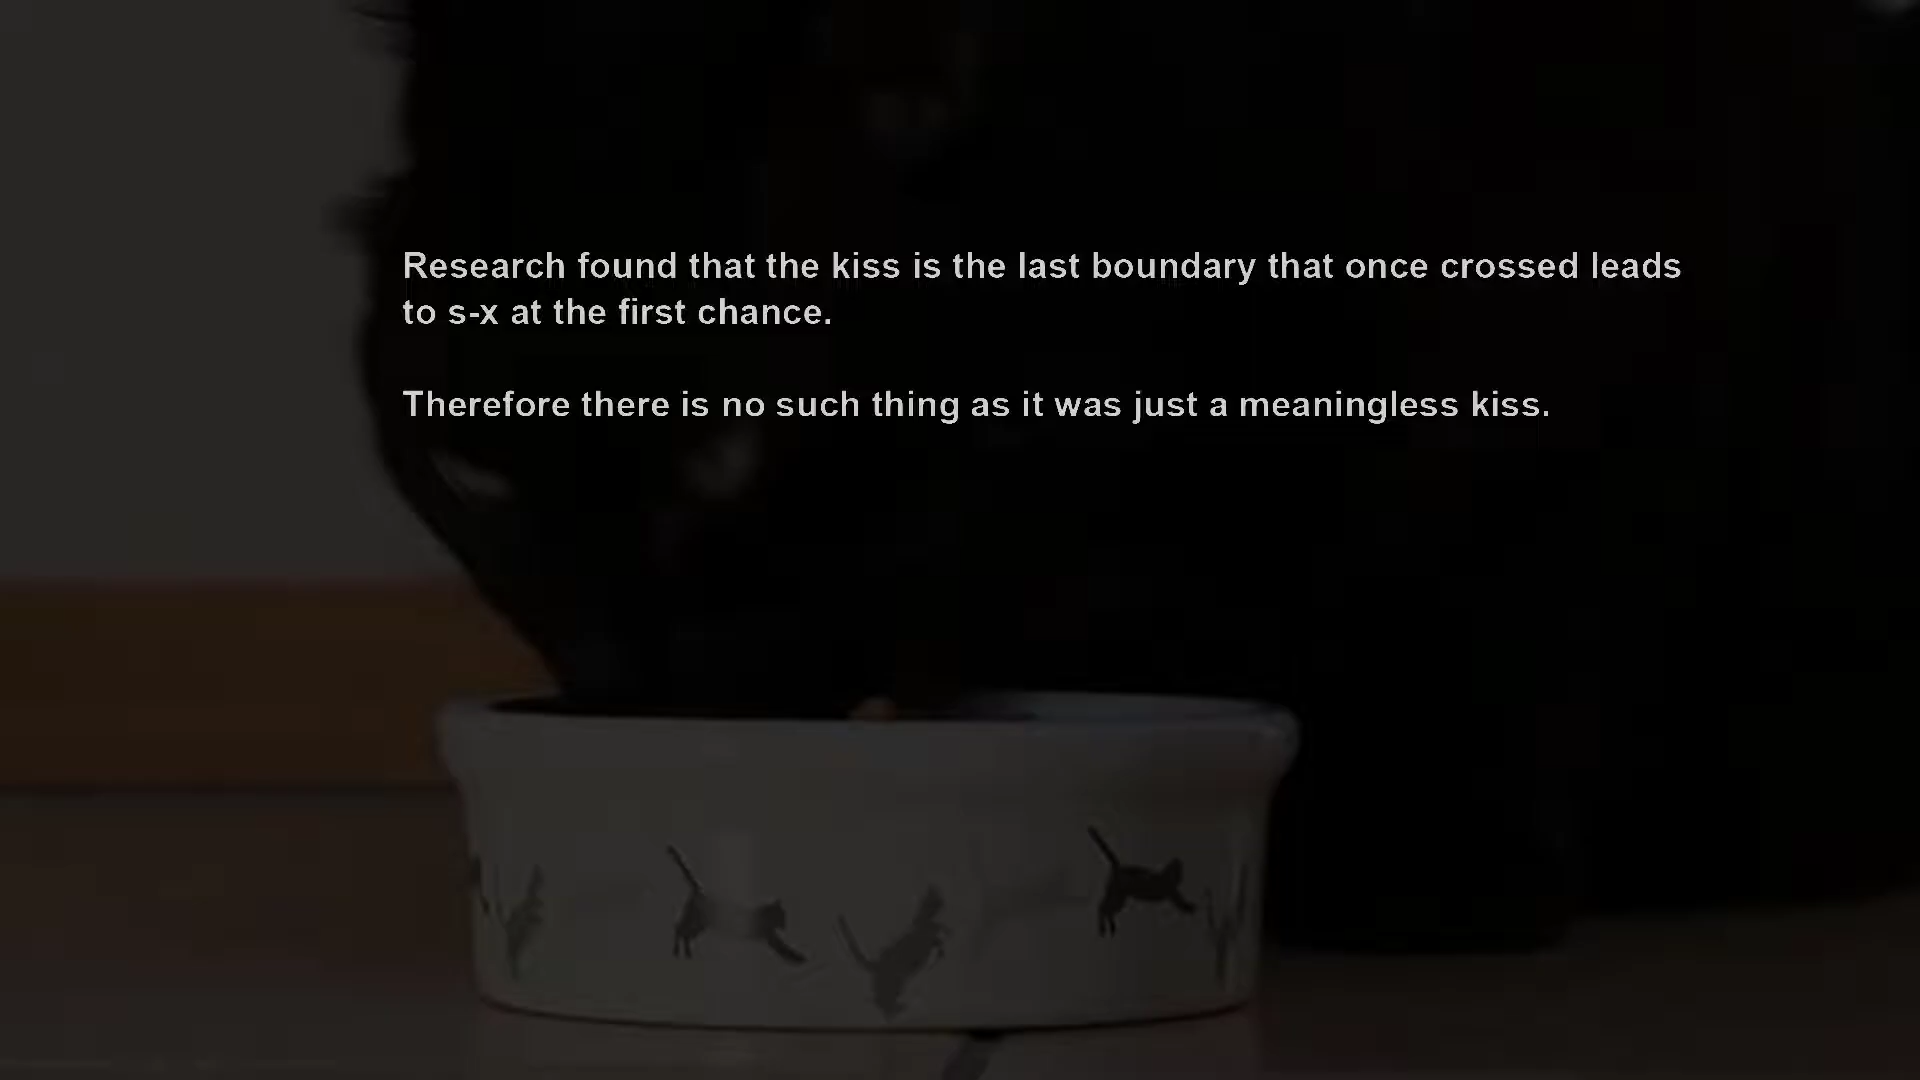 Research found that the kiss is the last boundary that once crossed leads
to s-x at the first chance.
Therefore there is no such thing as it was just a meaningless kiss.